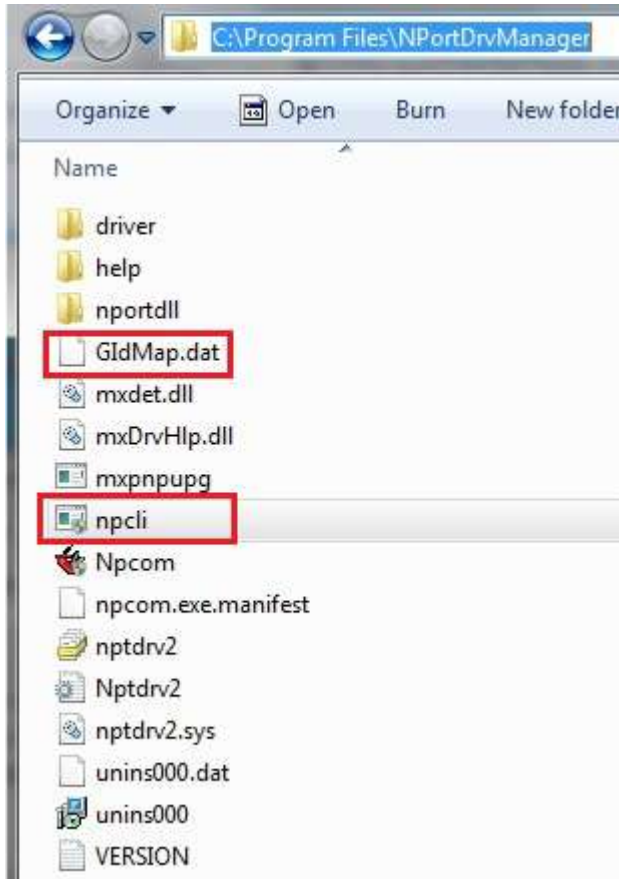 C:\Program Files\NPortDrvManager
Organize Open Burn New folder
Name
driver
help
nportdll
GIdMap.dat
mxdet.dll
mxDrvHlp.dll
mxpnpupg
npcli
Npcom
npcom.exe.manifest
nptdrv2
Nptdrv2
nptdrv2.sys
unins000.dat
unins000
VERSION